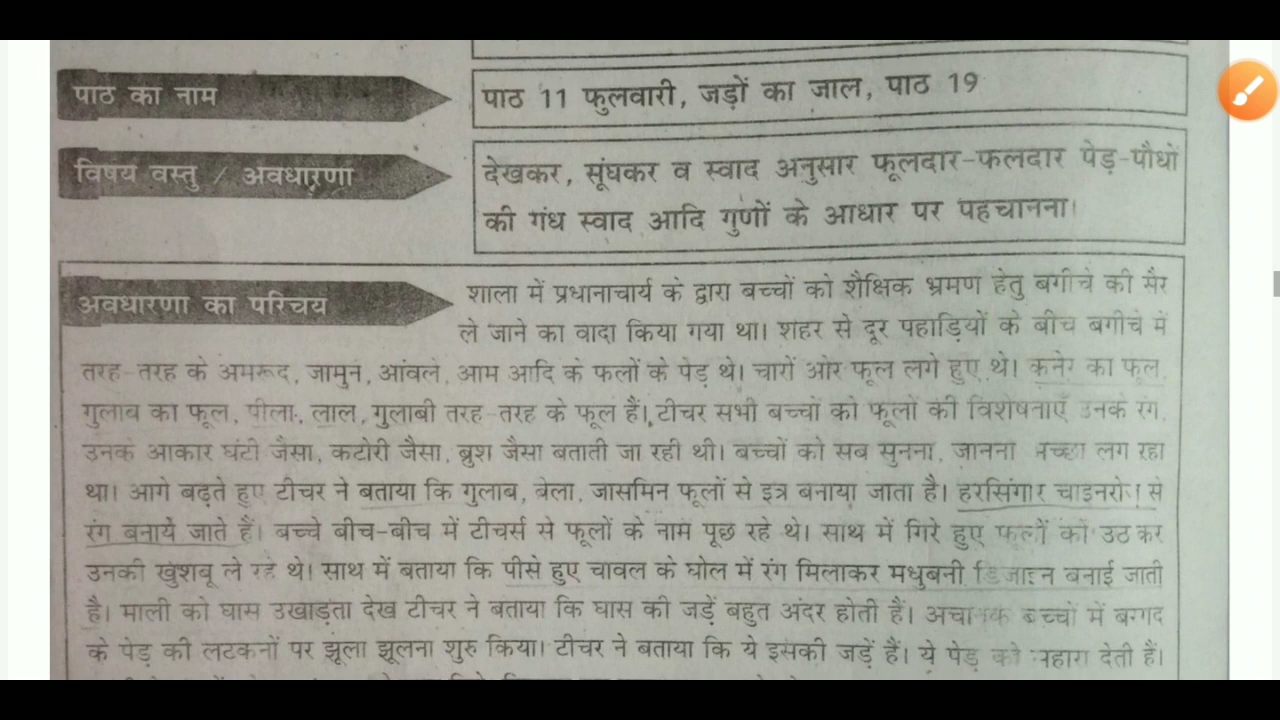 पाठ का नाम
पाठ 11 फुलवारी, जड़ों का जाल, पाठ 19
विषय वस्तु / अवधारणा
देखकर, सूंघकर व स्वाद अनुसार फूलदार-फलदार पेड़-पौधों
की गंध स्वाद आदि गुणों के आधार पर पहचानना।
अवधारणा का परिचय
शाला में प्रधानाचार्य के द्वारा बच्चों को शैक्षिक भ्रमण हेतु बगीचे की सैर
ले जाने का वादा किया गया था। शहर से दूर पहाड़ियों के बीच बगीचे में
तरह-तरह के अमरूद, जामुन, आंवले, आम आदि के फलों के पेड़ थे। चारों ओर फूल लगे हुए थे। कनेर का फूल,
गुलाब का फूल, पीला, लाल, गुलाबी तरह-तरह के फूल हैं। टीचर सभी बच्चों को फूलों की विशेषताएँ उनके रंग,
उनके आकार घंटी जैसा, कटोरी जैसा, ब्रुश जैसा बताती जा रही थी। बच्चों को सब सुनना, जानना अच्छा लग रहा
था। आगे बढ़ते हुए टीचर ने बताया कि गुलाब, बेला, जासमिन फूलों से इत्र बनाया जाता है। हरसिंगार चाइनरोज से
रंग बनाये जाते हैं। बच्चे बीच-बीच में टीचर्स से फूलों के नाम पूछ रहे थे। साथ में गिरे हुए फूलों को उठ कर
उनकी खुशबू ले रहे थे। साथ में बताया कि पीसे हुए चावल के घोल में रंग मिलाकर मधुबनी डिजाइन बनाई जाती
है। माली को घास उखाड़ता देख टीचर ने बताया कि घास की जड़ें बहुत अंदर होती हैं। अचानक बच्चों में बरगद
के पेड़ की लटकनों पर झूला झूलना शुरु किया। टीचर ने बताया कि ये इसकी जड़ें हैं। ये पेड़ को सहारा देती हैं।